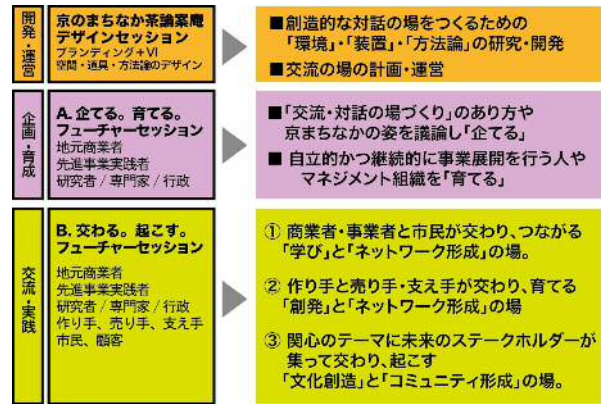 開発・運営
京のまちなか茶論業庵
デザインセッション
ブランディング+VI
空間・道具・方法論のデザイン
■創造的な対話の場をつくるための
「環境」・「装置」・「方法論」の研究・開発
■交流の場の計画・運営
企画・育成
A. 企てる。育てる。
フューチャーセッション
地元商業者
先進事業実践者
研究者 / 専門家 / 行政
■「交流・対話の場づくり」のあり方や
京まちなかの姿を議論し「企てる」
■ 自立的かつ継続的に事業展開を行う人や
マネジメント組織を「育てる」
交流・実践
B. 交わる。起こす。
フューチャーセッション
地元商業者
先進事業実践者
研究者 / 専門家 / 行政
作り手、売り手、支え手
市民、顧客
① 商業者・事業者と市民が交わり、つながる
「学び」と「ネットワーク形成」の場。
② 作り手と売り手・支え手が交わり、育てる
「創発」と「ネットワーク形成」の場
③ 関心のテーマに未来のステークホルダーが
集って交わり、起こす
「文化創造」と「コミュニティ形成」の場。